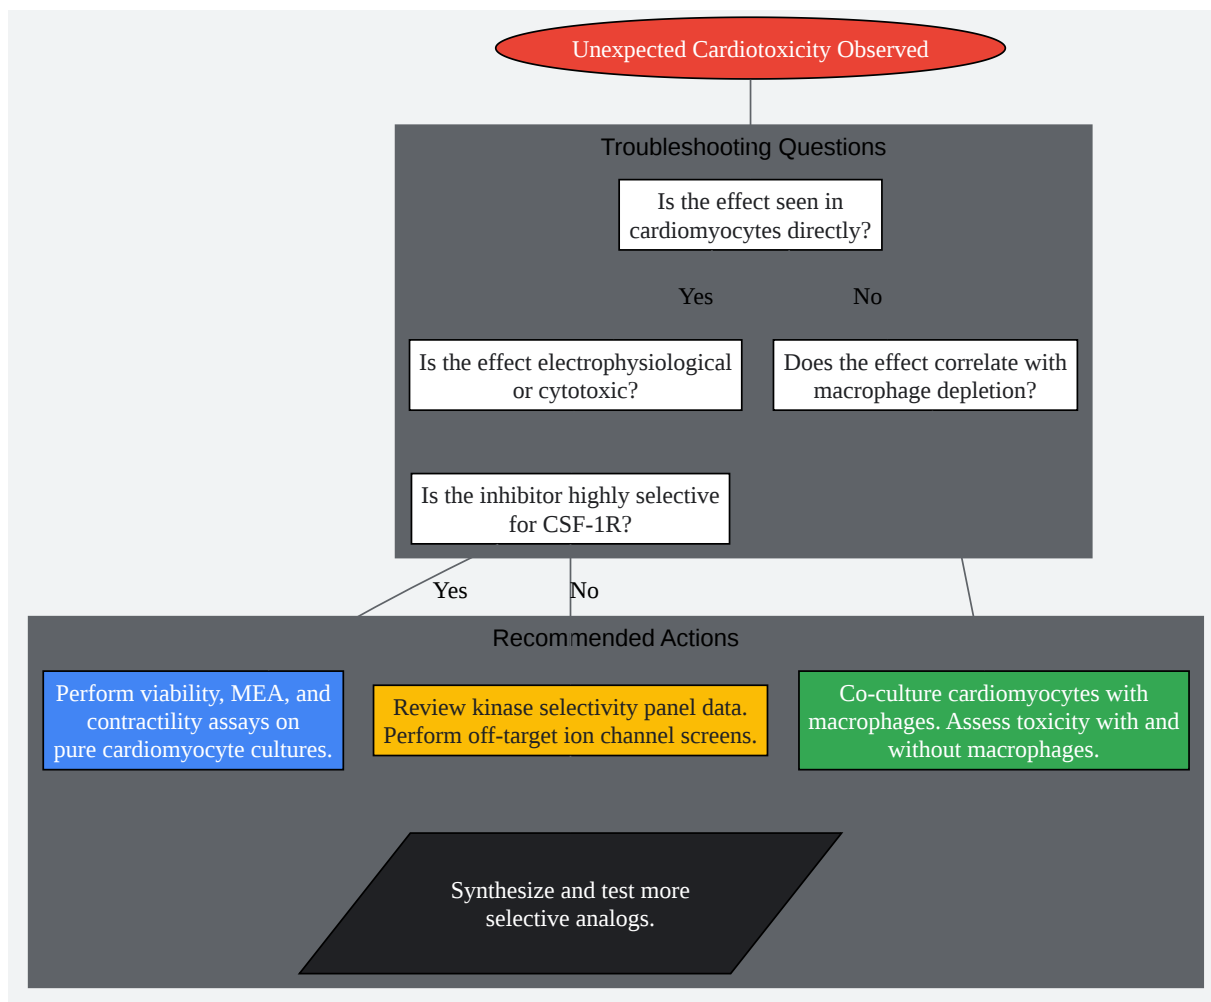 Unexpected Cardiotoxicity Observed
Troubleshooting Questions
Is the effect seen in
cardiomyocytes directly?
Yes
No
Is the effect electrophysiological
or cytotoxic?
Does the effect correlate with
macrophage depletion?
Is the inhibitor highly selective
for CSF-1R?
Yes
No
Recommended Actions
Perform viability, MEA, and
contractility assays on
pure cardiomyocyte cultures.
Review kinase selectivity panel data.
Perform off-target ion channel screens.
Co-culture cardiomyocytes with
macrophages. Assess toxicity with and
without macrophages.
Synthesize and test more
selective analogs.